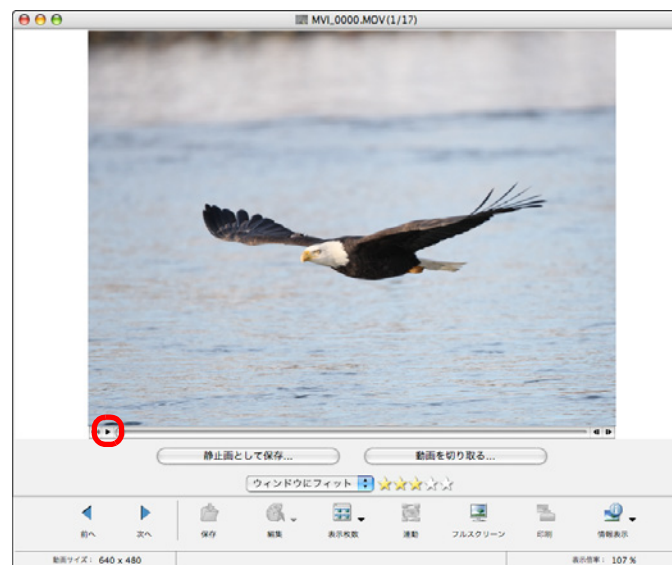 MVI_0000.MOV(1/17)
静止画として保存... 動画を切り取る...
ウィンドウにフィット
前へ 次へ 保存 編集 表示枚数 連動 フルスクリーン 印刷 情報表示
動画サイズ: 640 x 480 表示倍率: 107 %